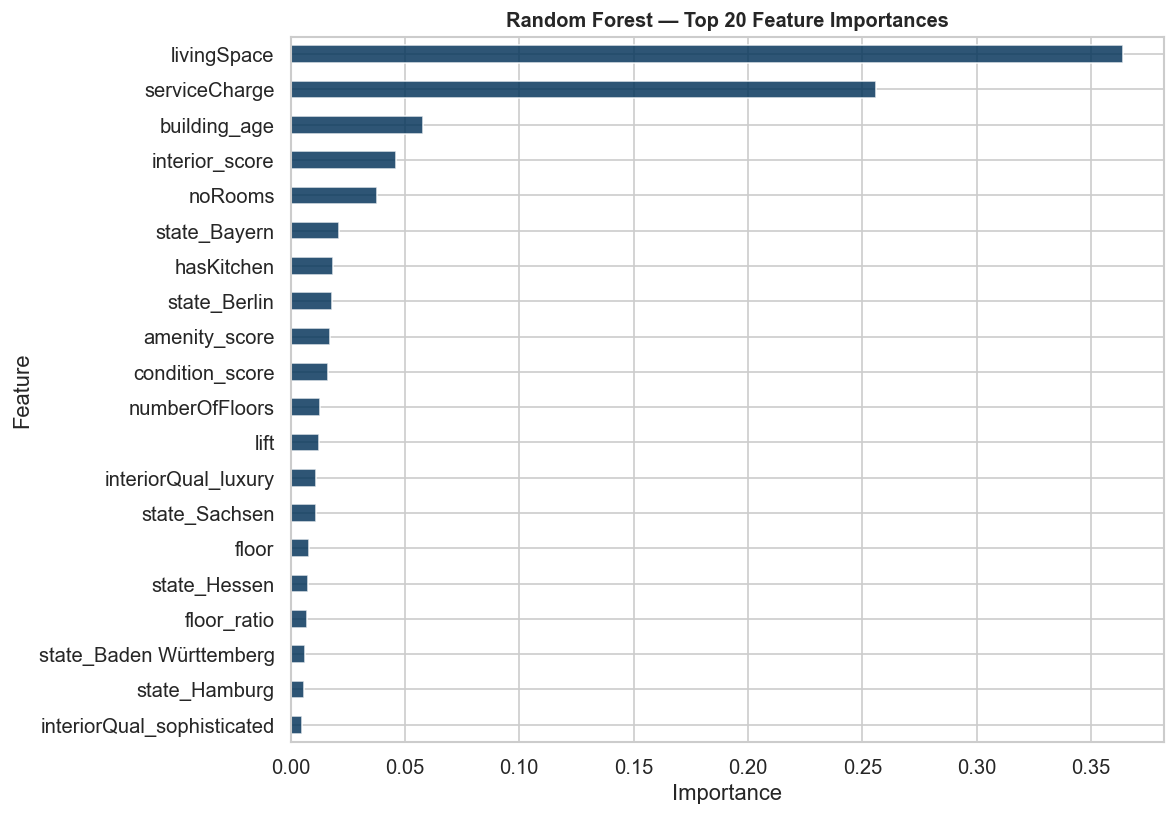 Random Forest — Top 20 Feature Importances
livingSpace
serviceCharge
building_age
interior_score
noRooms
state_Bayern
hasKitchen
state_Berlin
amenity_score
condition_score
numberOfFloors
lift
interiorQual_luxury
state_Sachsen
floor
state_Hessen
floor_ratio
state_Baden Württemberg
state_Hamburg
interiorQual_sophisticated
Feature
0.00 0.05 0.10 0.15 0.20 0.25 0.30 0.35
Importance